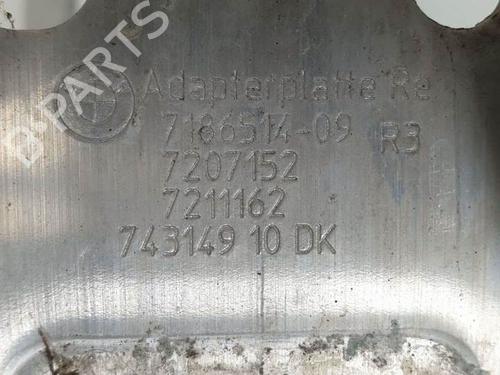 B-PARTS
Adapterplatte Re
7186514-09 R3
7207152
7211162
743149 10 DK